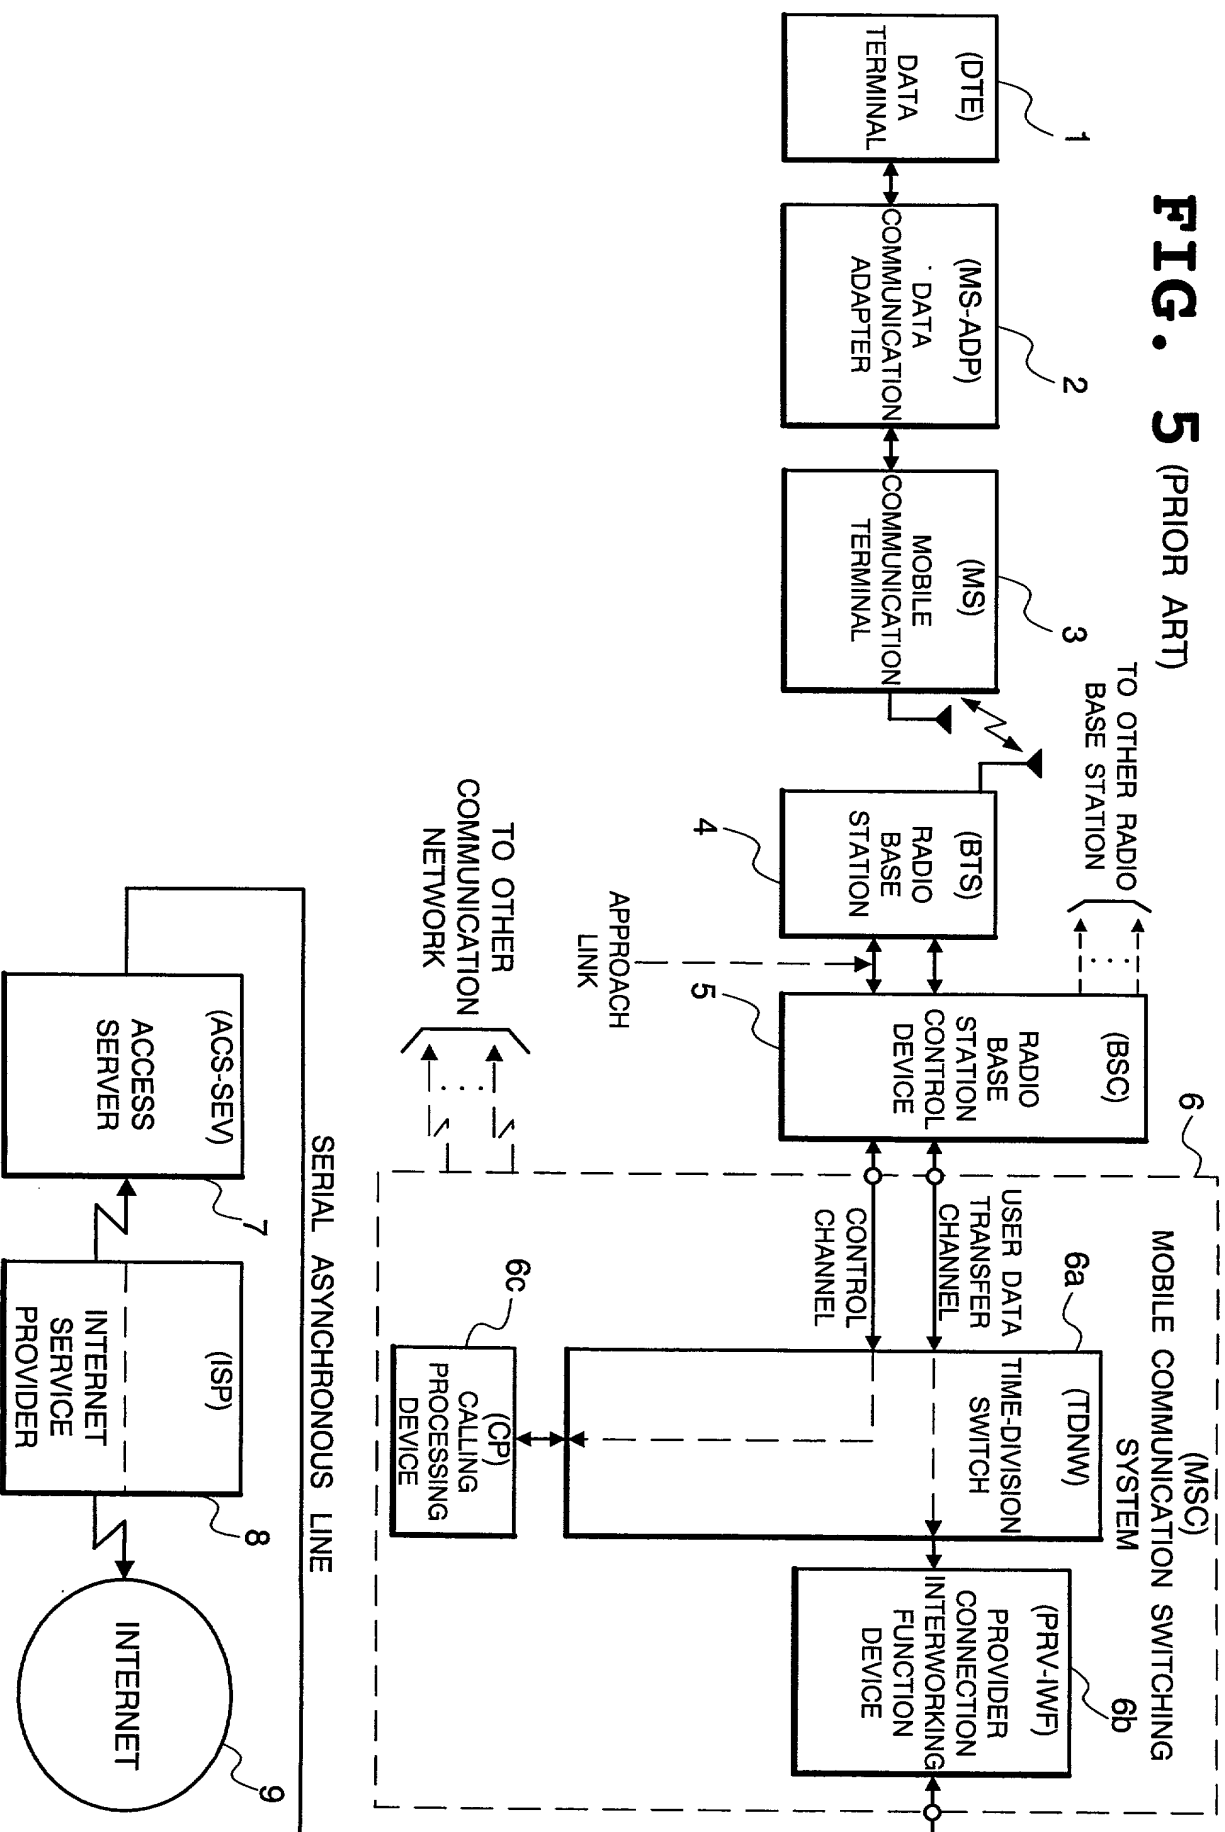 FIG. 5 (PRIOR ART)
1
(DTE)
DATA
TERMINAL
2
(MS-ADP)
DATA
COMMUNICATION
ADAPTER
3
(MS)
MOBILE
COMMUNICATION
TERMINAL
TO OTHER RADIO
BASE STATION
(BTS)
RADIO
BASE
STATION
4
APPROACH
LINK
(BSC)
RADIO
BASE
STATION
CONTROL
DEVICE
5
TO OTHER
COMMUNICATION
NETWORK
6
(MSC)
MOBILE COMMUNICATION SWITCHING
SYSTEM
USER DATA
TRANSFER
CHANNEL
CONTROL
CHANNEL
6a
(TDNW)
TIME-DIVISION
SWITCH
6b
(PRV-IWF)
PROVIDER
CONNECTION
INTERWORKING
FUNCTION
DEVICE
6c
(CP)
CALLING
PROCESSING
DEVICE
SERIAL ASYNCHRONOUS LINE
(ACS-SEV)
ACCESS
SERVER
7
(ISP)
INTERNET
SERVICE
PROVIDER
8
INTERNET
9